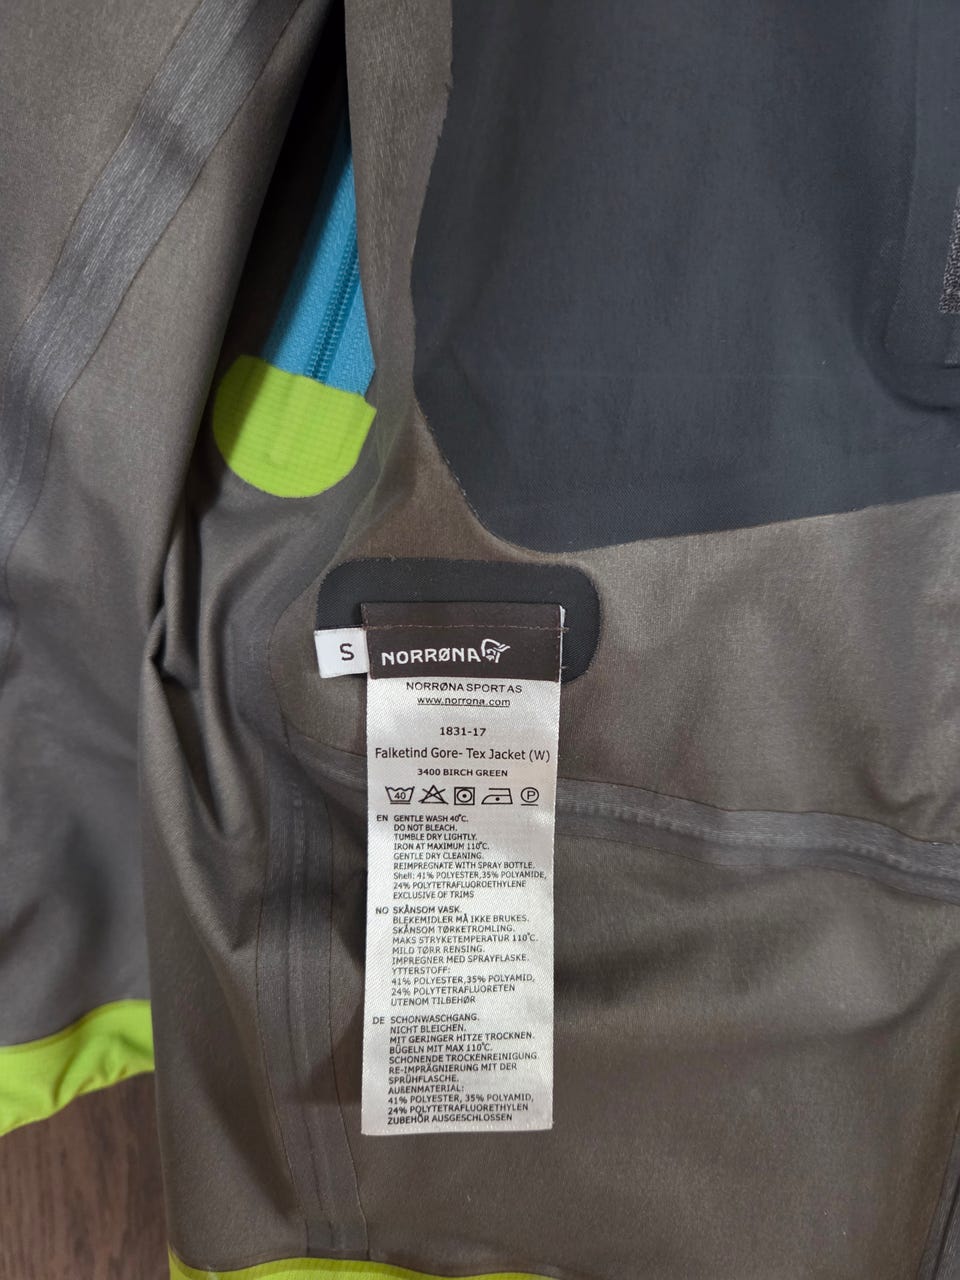 S
NORRØNA
NORRØNA SPORT AS
www.norrona.com
1831-17
Falketind Gore- Tex Jacket (W)
3400 BIRCH GREEN
40 P
EN GENTLE WASH 40°C.
DO NOT BLEACH.
TUMBLE DRY LIGHTLY.
IRON AT MAXIMUM 110°C.
GENTLE DRY CLEANING.
REIMPREGNATE WITH SPRAY BOTTLE.
Shell: 41% POLYESTER,35% POLYAMIDE,
24% POLYTETRAFLUOROETHYLENE
EXCLUSIVE OF TRIMS
NO SKÅNSOM VASK.
BLEKEMIDLER MÅ IKKE BRUKES.
SKÅNSOM TØRKETROMLING.
MAKS STRYKETEMPERATUR 110°C.
MILD TØRR RENSING.
IMPREGNER MED SPRAYFLASKE.
YTTERSTOFF:
41% POLYESTER,35% POLYAMID,
24% POLYTETRAFLUORETEN
UTENOM TILBEHØR
DE SCHONWASCHGANG.
NICHT BLEICHEN.
MIT GERINGER HITZE TROCKNEN.
BÜGELN MIT MAX 110°C.
SCHONENDE TROCKENREINIGUNG
RE-IMPRÄGNIERUNG MIT DER
SPRÜHFLASCHE.
AUßENMATERIAL:
41% POLYESTER, 35% POLYAMID,
24% POLYTETRAFLUORETHYLEN
ZUBEHÖR AUSGESCHLOSSEN